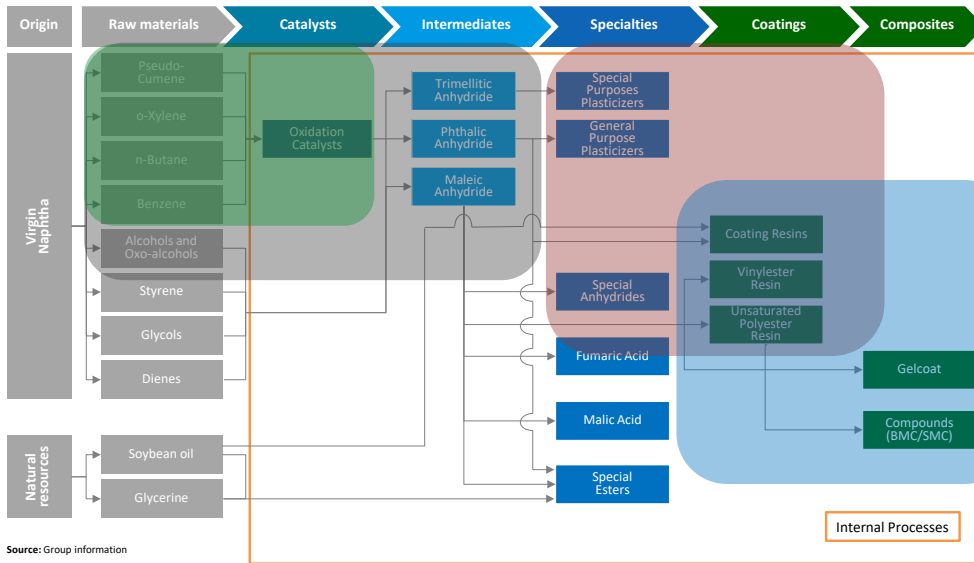 Origin
Raw materials
Catalysts
Intermediates
Specialties
Coatings
Composites
Virgin
Naphtha
Pseudo-
Cumene
o-Xylene
n-Butane
Benzene
Alcohols and
Oxo-alcohols
Styrene
Glycols
Dienes
Oxidation
Catalysts
Trimellitic
Anhydride
Phthalic
Anhydride
Maleic
Anhydride
Special
Purposes
Plasticizers
General
Purpose
Plasticizers
Special
Anhydrides
Fumaric Acid
Malic Acid
Special
Esters
Coating Resins
Vinylester
Resin
Unsaturated
Polyester
Resin
Gelcoat
Compounds
(BMC/SMC)
Natural
resources
Soybean oil
Glycerine
Internal Processes
Source: Group information